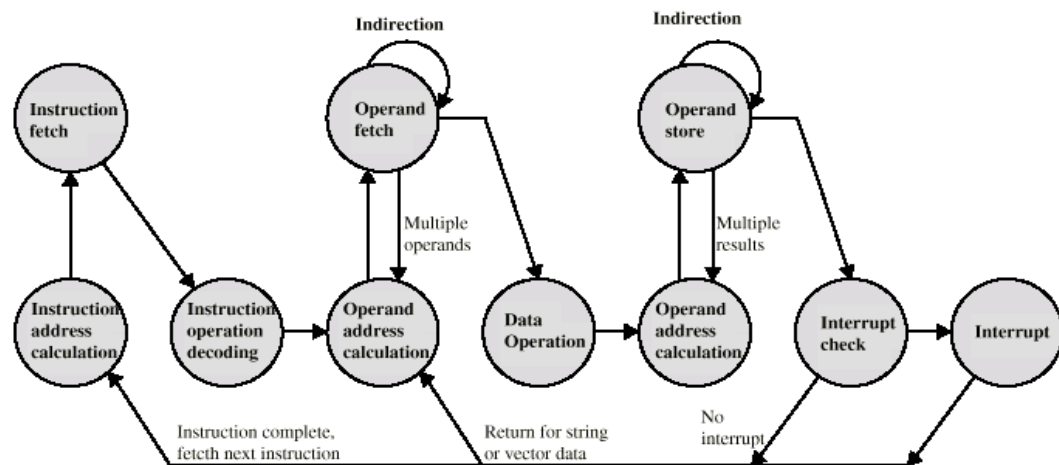 Indirection
Indirection
Instruction
fetch
Operand
fetch
Operand
store
Multiple
operands
Multiple
results
Instruction
address
calculation
Instruction
operation
decoding
Operand
address
calculation
Data
Operation
Operand
address
calculation
Interrupt
check
Interrupt
Instruction complete,
fetcth next instruction
Return for string
or vector data
No
interrupt